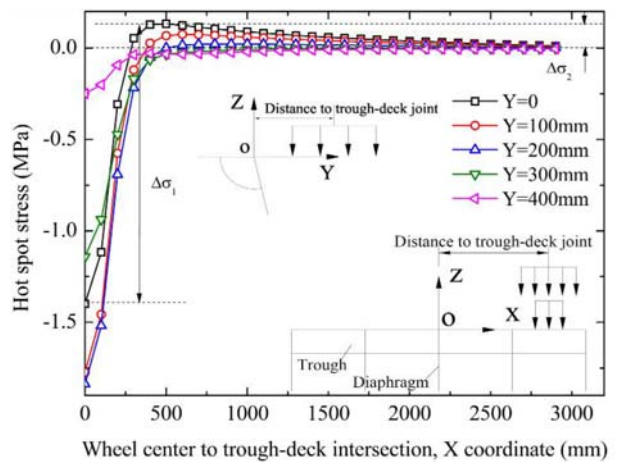 0.0
-0.5
-1.0
-1.5
Hot spot stress (MPa)
Δσ1
Δσ2
Z
Distance to trough-deck joint
O
Y
Y=0
Y=100mm
Y=200mm
Y=300mm
Y=400mm
Distance to trough-deck joint
Z
O
X
Trough
Diaphragm
0 500 1000 1500 2000 2500 3000
Wheel center to trough-deck intersection, X coordinate (mm)